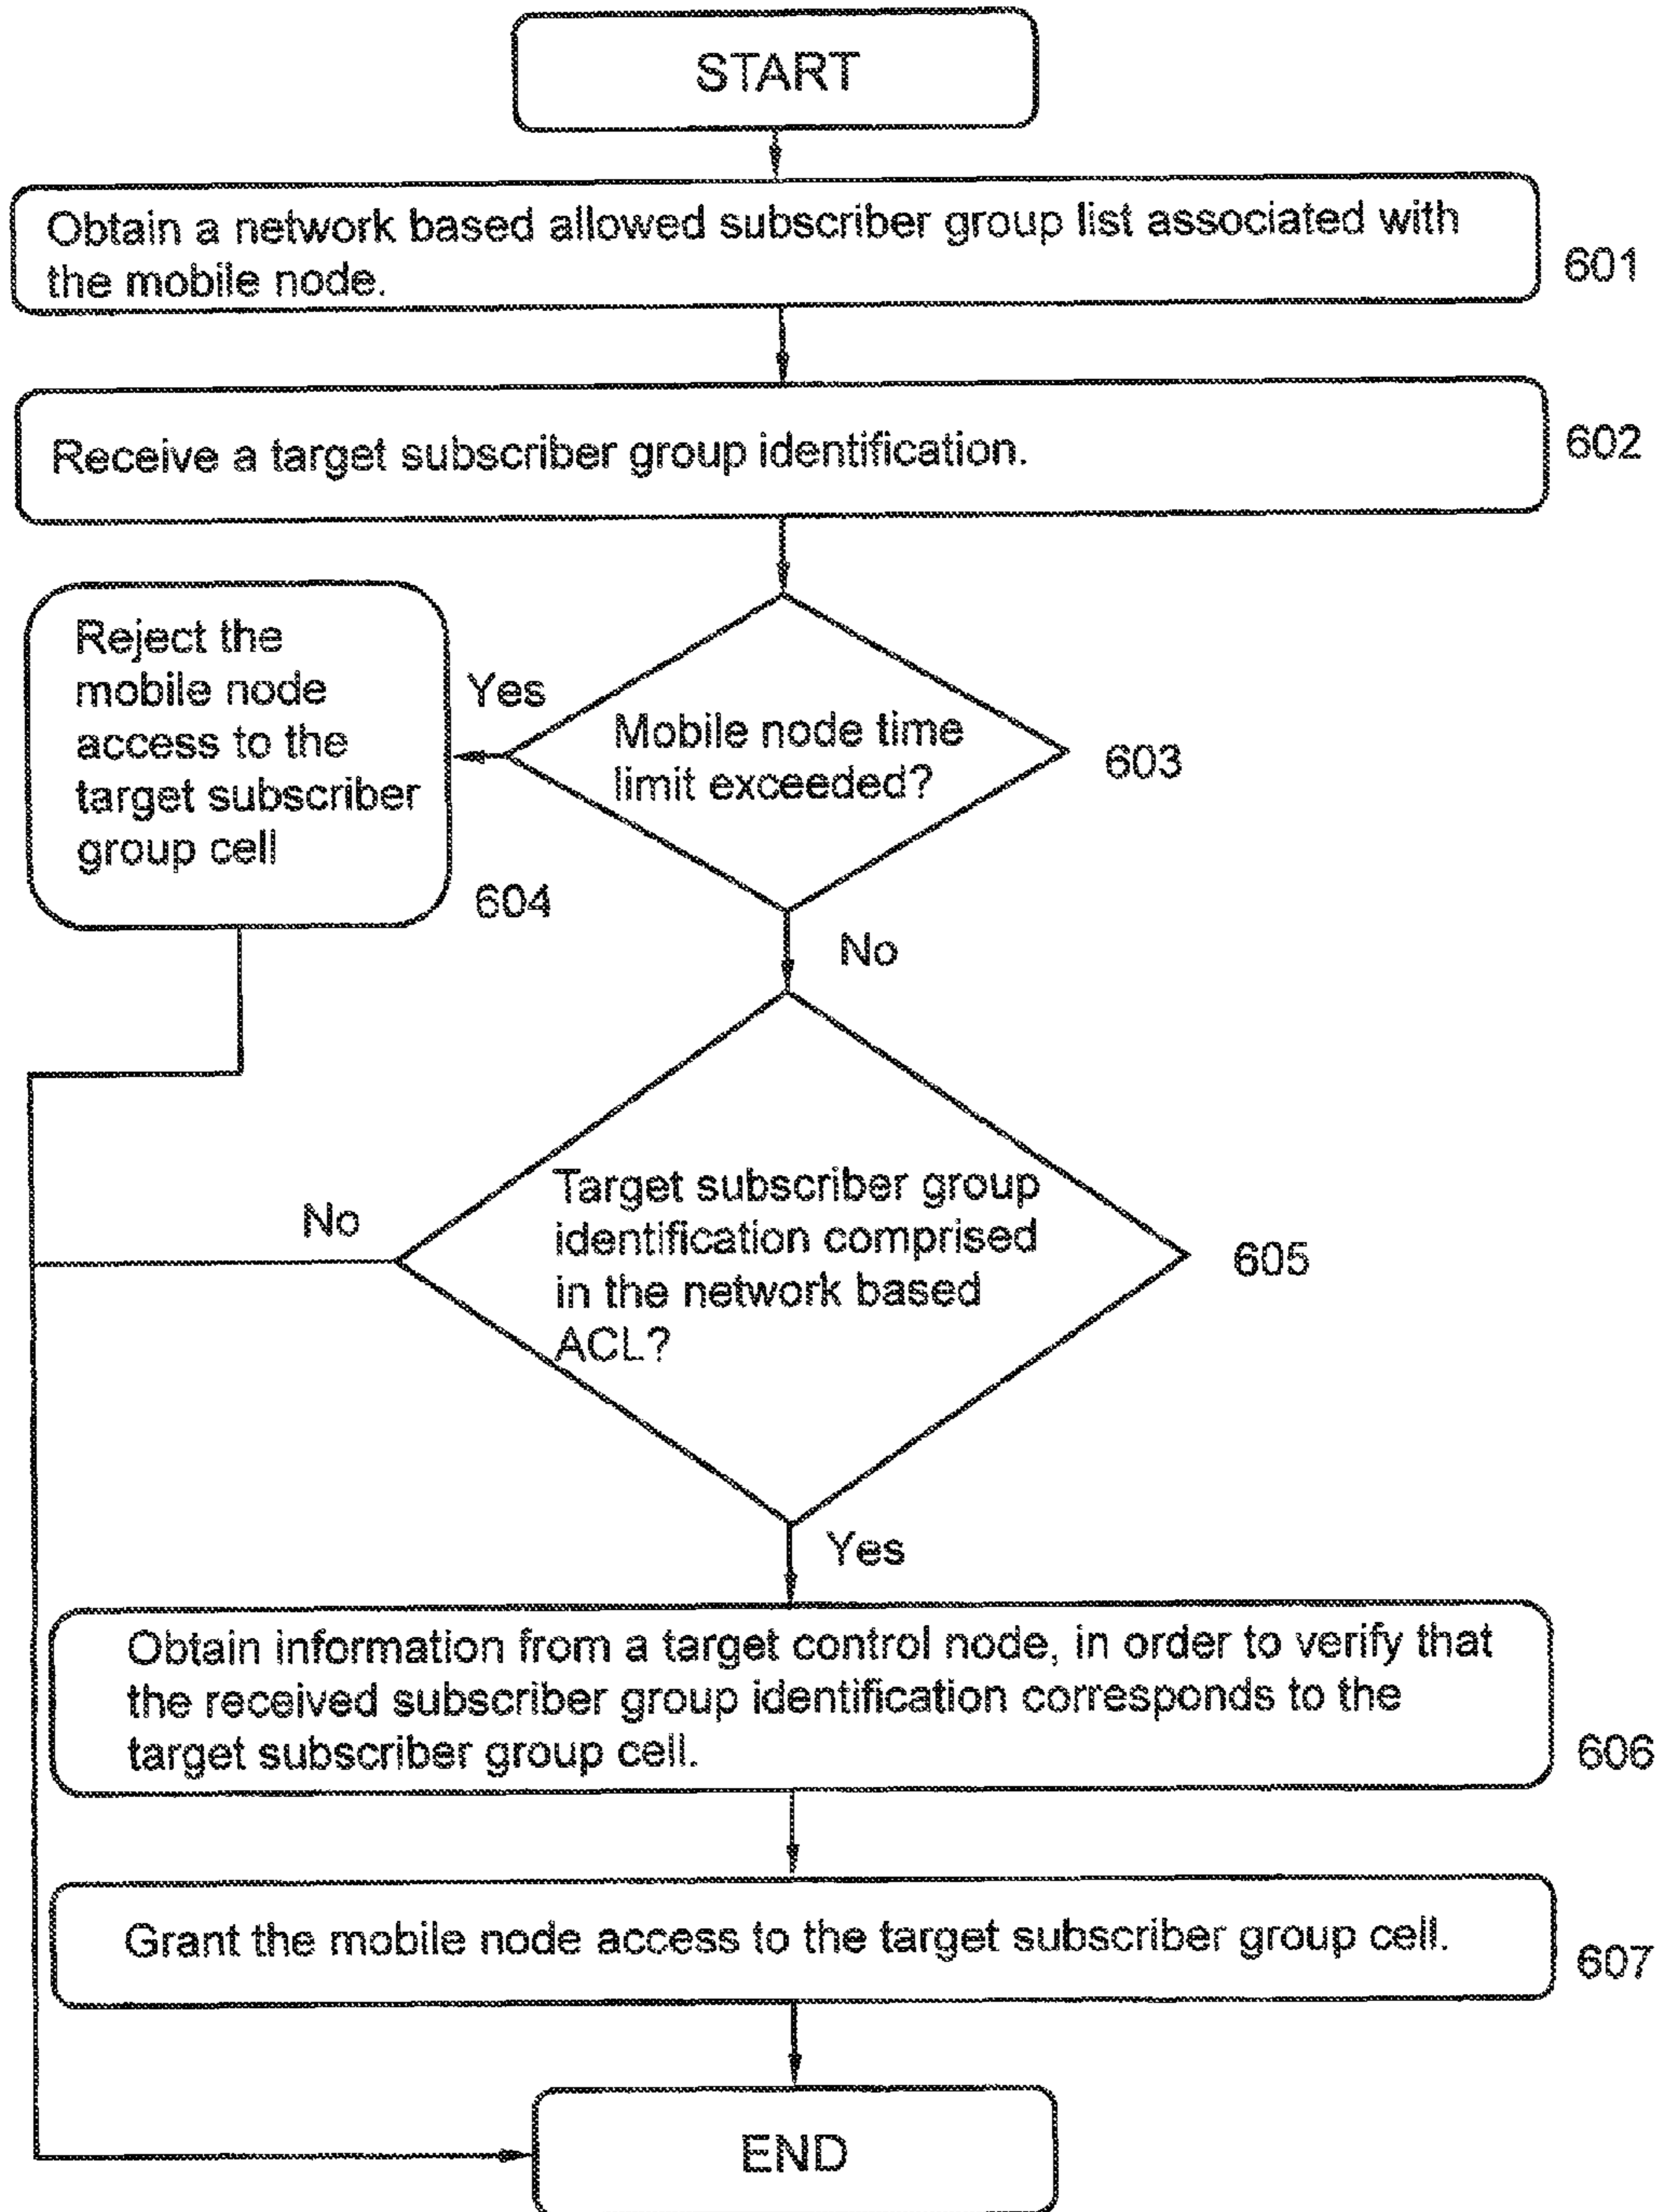 START
Obtain a network based allowed subscriber group list associated with
the mobile node.
601
Receive a target subscriber group identification.
602
Reject the
mobile node
access to the
target subscriber
group cell
604
Yes
Mobile node time
limit exceeded?
603
No
Target subscriber group
identification comprised
in the network based
ACL?
605
No
Yes
Obtain information from a target control node, in order to verify that
the received subscriber group identification corresponds to the
target subscriber group cell.
606
Grant the mobile node access to the target subscriber group cell.
607
END